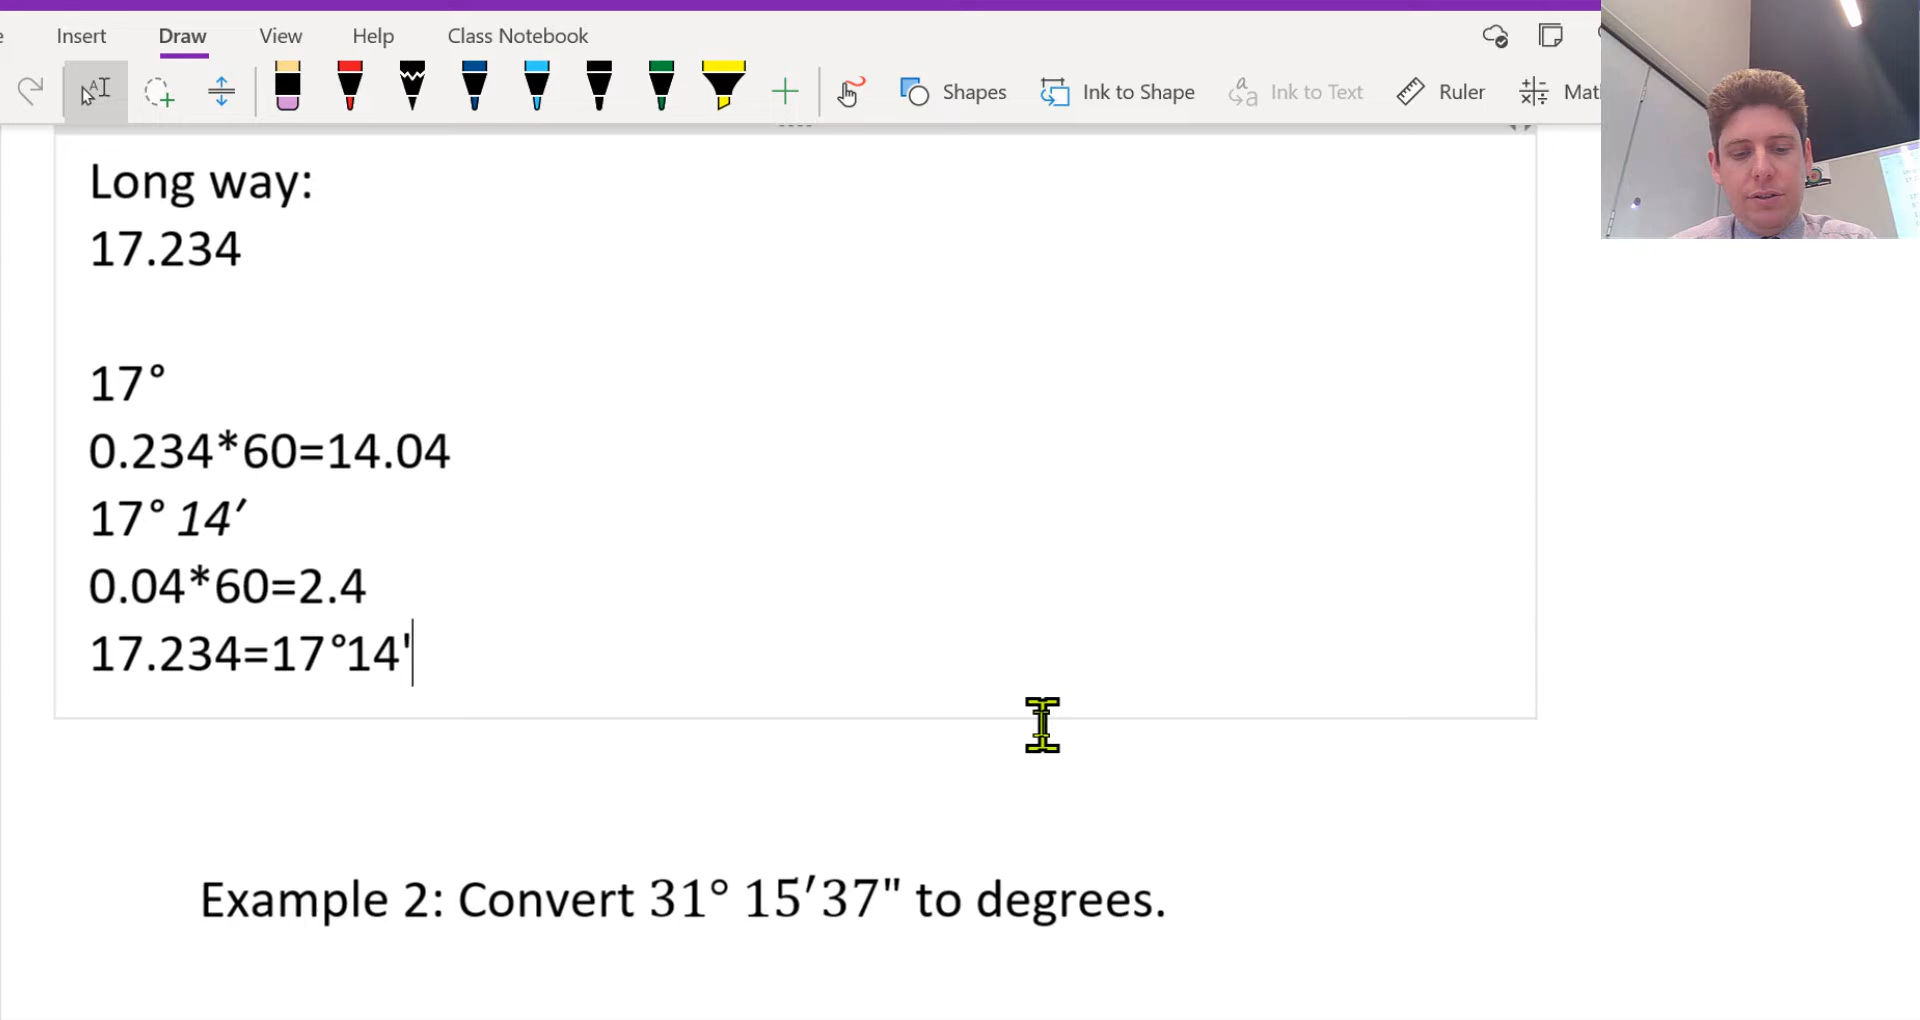 Insert Draw View Help Class Notebook
Shapes Ink to Shape Ink to Text Ruler
Long way:
17.234
17°
0.234*60=14.04
17° 14′
0.04*60=2.4
17.234=17°14'
Example 2: Convert 31° 15′37" to degrees.